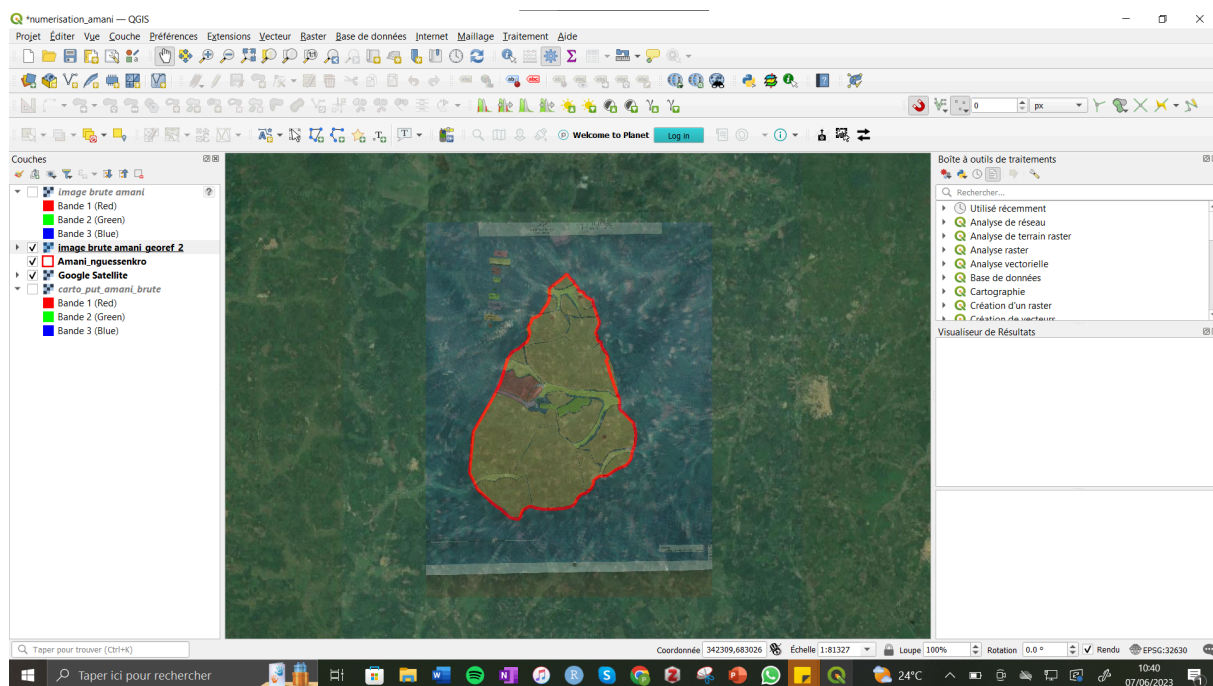 *numerisation_amani — QGIS
Projet Éditer Vue Couche Préférences Extensions Vecteur Raster Base de données Internet Maillage Traitement Aide
0 px
Welcome to Planet Log in
Couches
image brute amani ?
Bande 1 (Red)
Bande 2 (Green)
Bande 3 (Blue)
image brute amani georef 2
Amani_nguessenkro
Google Satellite
carto_put_amani_brute
Bande 1 (Red)
Bande 2 (Green)
Bande 3 (Blue)
Boîte à outils de traitements
Rechercher...
Utilisé récemment
Analyse de réseau
Analyse de terrain raster
Analyse raster
Analyse vectorielle
Base de données
Cartographie
Création d'un raster
Création de vecteurs
Visualiseur de Résultats
Taper pour trouver (Ctrl+K)
Coordonnée 342309,683026 Échelle 1:81327 Loupe 100% Rotation 0.0 ° Rendu EPSG:32630
Taper ici pour rechercher
24°C
10:40
07/06/2023